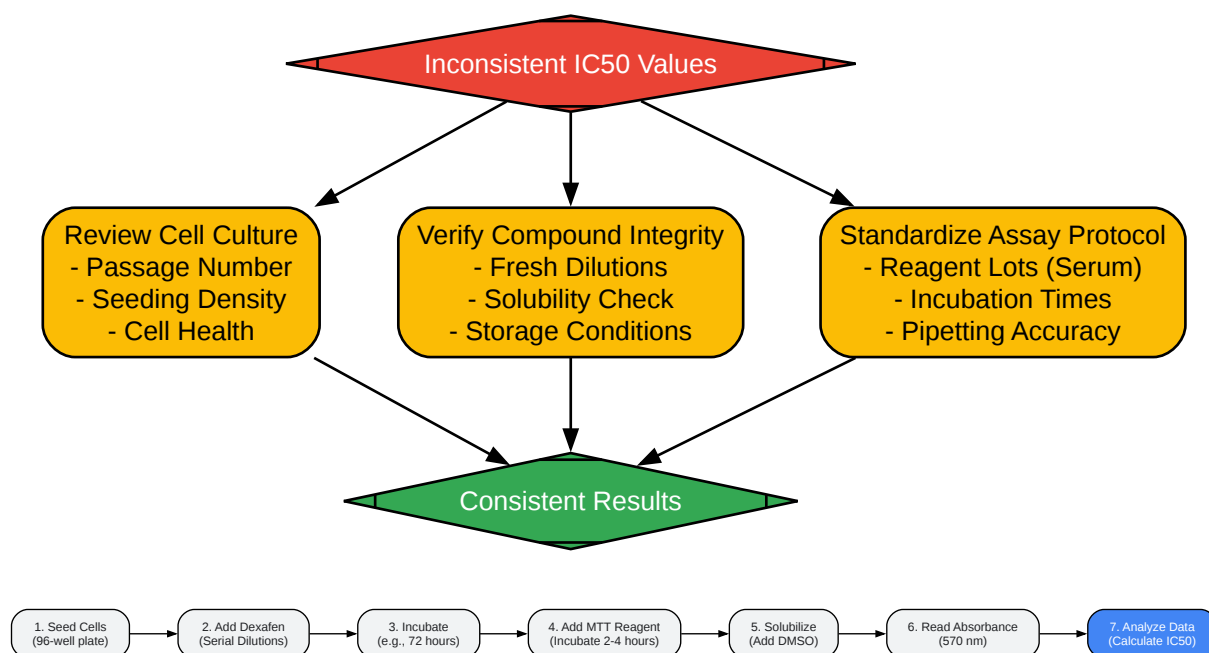 Inconsistent IC50 Values
Review Cell Culture
- Passage Number
- Seeding Density
- Cell Health
Verify Compound Integrity
- Fresh Dilutions
- Solubility Check
- Storage Conditions
Standardize Assay Protocol
- Reagent Lots (Serum)
- Incubation Times
- Pipetting Accuracy
Consistent Results
1. Seed Cells
(96-well plate)
2. Add Dexafen
(Serial Dilutions)
3. Incubate
(e.g., 72 hours)
4. Add MTT Reagent
(Incubate 2-4 hours)
5. Solubilize
(Add DMSO)
6. Read Absorbance
(570 nm)
7. Analyze Data
(Calculate IC50)